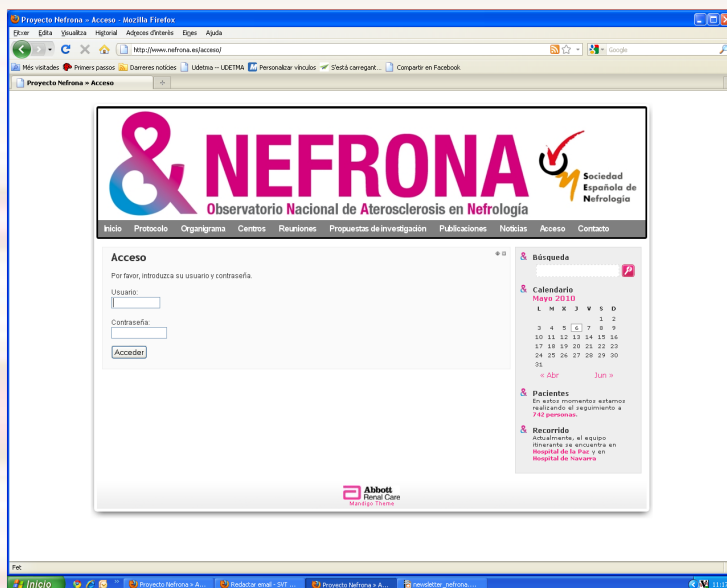 Proyecto Nefrona » Acceso - Mozilla Firefox
Fitxer Edita Visualitza Historial Adreces d'interès Eines Ajuda
http://www.nefrona.es/acceso/
Google
Més visitades Primers passos Darreres notícies Udetma -- UDETMA Personalizar vínculos S'está carregant... Compartir en Facebook
Proyecto Nefrona » Acceso
& NEFRONA
Observatorio Nacional de Aterosclerosis en Nefrología
Sociedad
Española de
Nefrología
Inicio Protocolo Organigrama Centros Reuniones Propuestas de investigación Publicaciones Noticias Acceso Contacto
Acceso
Por favor, introduzca su usuario y contraseña.
Usuario:
Contraseña:
Acceder
Búsqueda
Calendario
Mayo 2010
L M X J V S D
1 2
3 4 5 6 7 8 9
10 11 12 13 14 15 16
17 18 19 20 21 22 23
24 25 26 27 28 29 30
31
« Abr Jun »
Pacientes
En estos momentos estamos
realizando el seguimiento a
742 personas.
Recorrido
Actualmente, el equipo
itinerante se encuentra en
Hospital de la Paz y en
Hospital de Navarra
Abbott
Renal Care
Mandigo Theme
Fet
Inicio
Proyecto Nefrona » A... Redactar email - SVT ... Proyecto Nefrona » A... newsletter_nefrona....